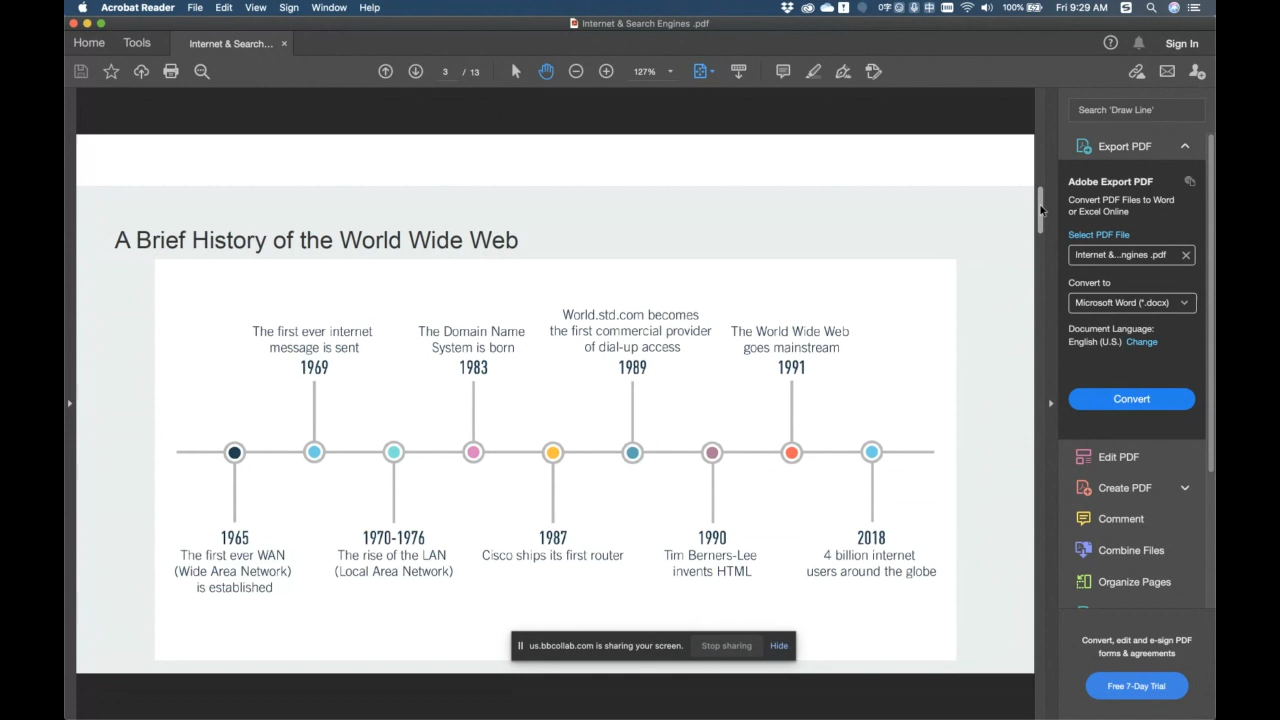 Acrobat Reader File Edit View Sign Window Help 0字 中 100% Fri 9:29 AM
Internet & Search Engines .pdf
Home Tools Internet & Search... × Sign In
3 / 13 127%
Search 'Draw Line'
Export PDF
Adobe Export PDF
Convert PDF Files to Word
or Excel Online
Select PDF File
Internet &...ngines .pdf
Convert to
Microsoft Word (*.docx)
Document Language:
English (U.S.) Change
Convert
Edit PDF
Create PDF
Comment
Combine Files
Organize Pages
Convert, edit and e-sign PDF
forms & agreements
Free 7-Day Trial
A Brief History of the World Wide Web
The first ever internet
message is sent
1969
The Domain Name
System is born
1983
World.std.com becomes
the first commercial provider
of dial-up access
1989
The World Wide Web
goes mainstream
1991
1965
The first ever WAN
(Wide Area Network)
is established
1970-1976
The rise of the LAN
(Local Area Network)
1987
Cisco ships its first router
1990
Tim Berners-Lee
invents HTML
2018
4 billion internet
users around the globe
us.bbcollab.com is sharing your screen. Stop sharing Hide